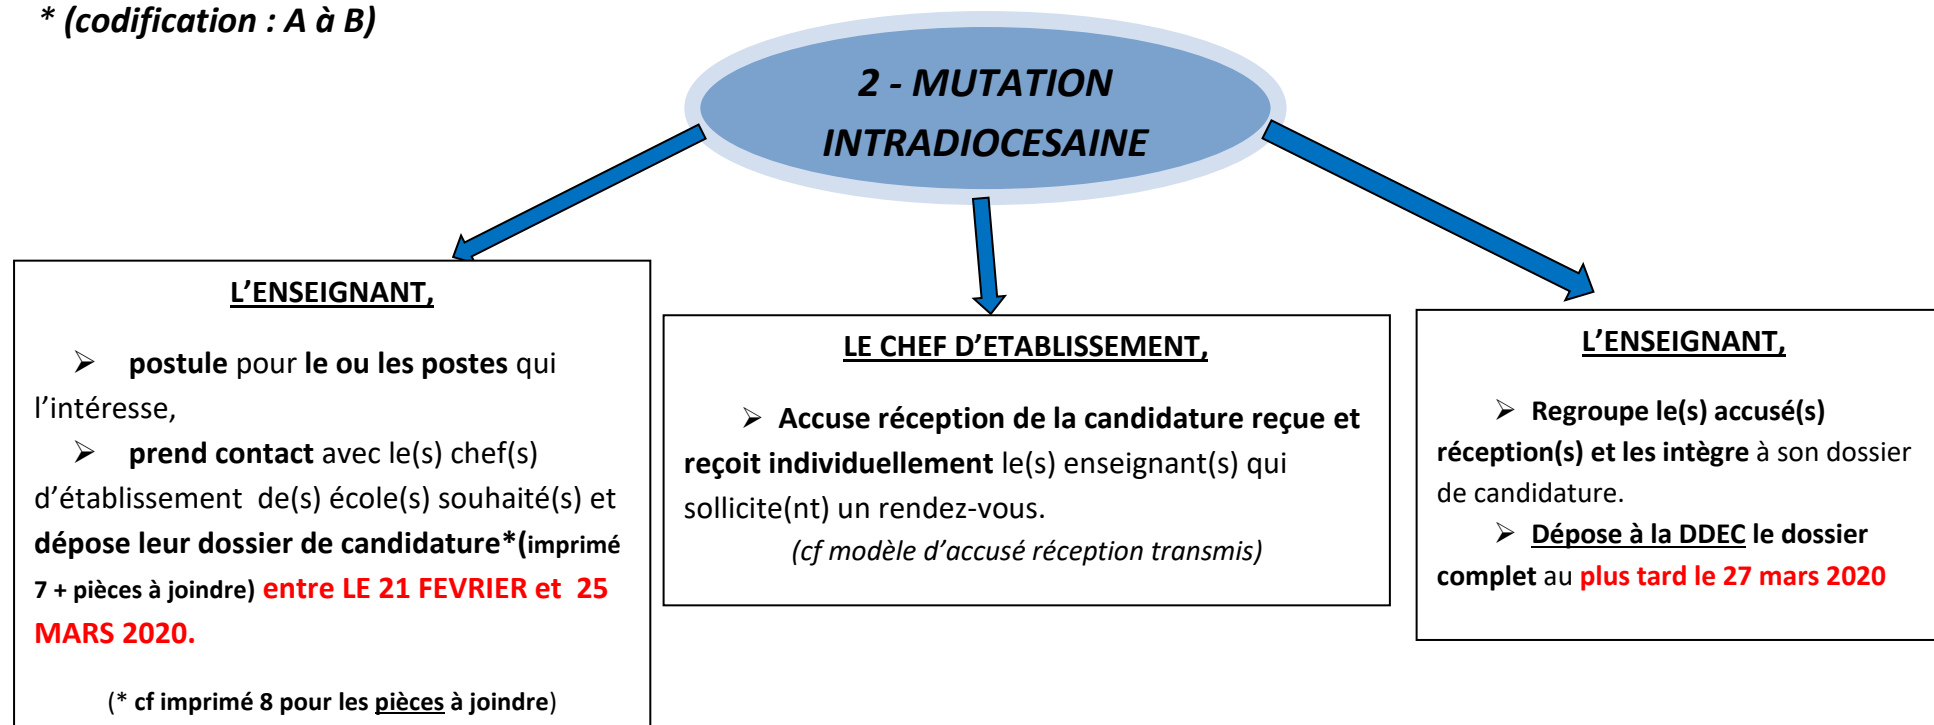 * (codification : A à B)
2 - MUTATION
INTRADIOCESAINE
L’ENSEIGNANT,
➢ postule pour le ou les postes qui
l’intéresse,
➢ prend contact avec le(s) chef(s)
d’établissement de(s) école(s) souhaité(s) et
dépose leur dossier de candidature*(imprimé
7 + pièces à joindre) entre LE 21 FEVRIER et 25
MARS 2020.
(* cf imprimé 8 pour les pièces à joindre)
LE CHEF D’ETABLISSEMENT,
➢ Accuse réception de la candidature reçue et
reçoit individuellement le(s) enseignant(s) qui
sollicite(nt) un rendez-vous.
(cf modèle d’accusé réception transmis)
L’ENSEIGNANT,
➢ Regroupe le(s) accusé(s)
réception(s) et les intègre à son dossier
de candidature.
➢ Dépose à la DDEC le dossier
complet au plus tard le 27 mars 2020